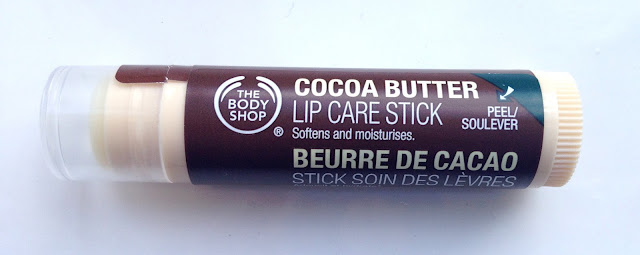 THE
BODY
SHOP
®
COCOA BUTTER
LIP CARE STICK
Softens and moisturises.
BEURRE DE CACAO
STICK SOIN DES LÈVRES
PEEL/
SOULEVER